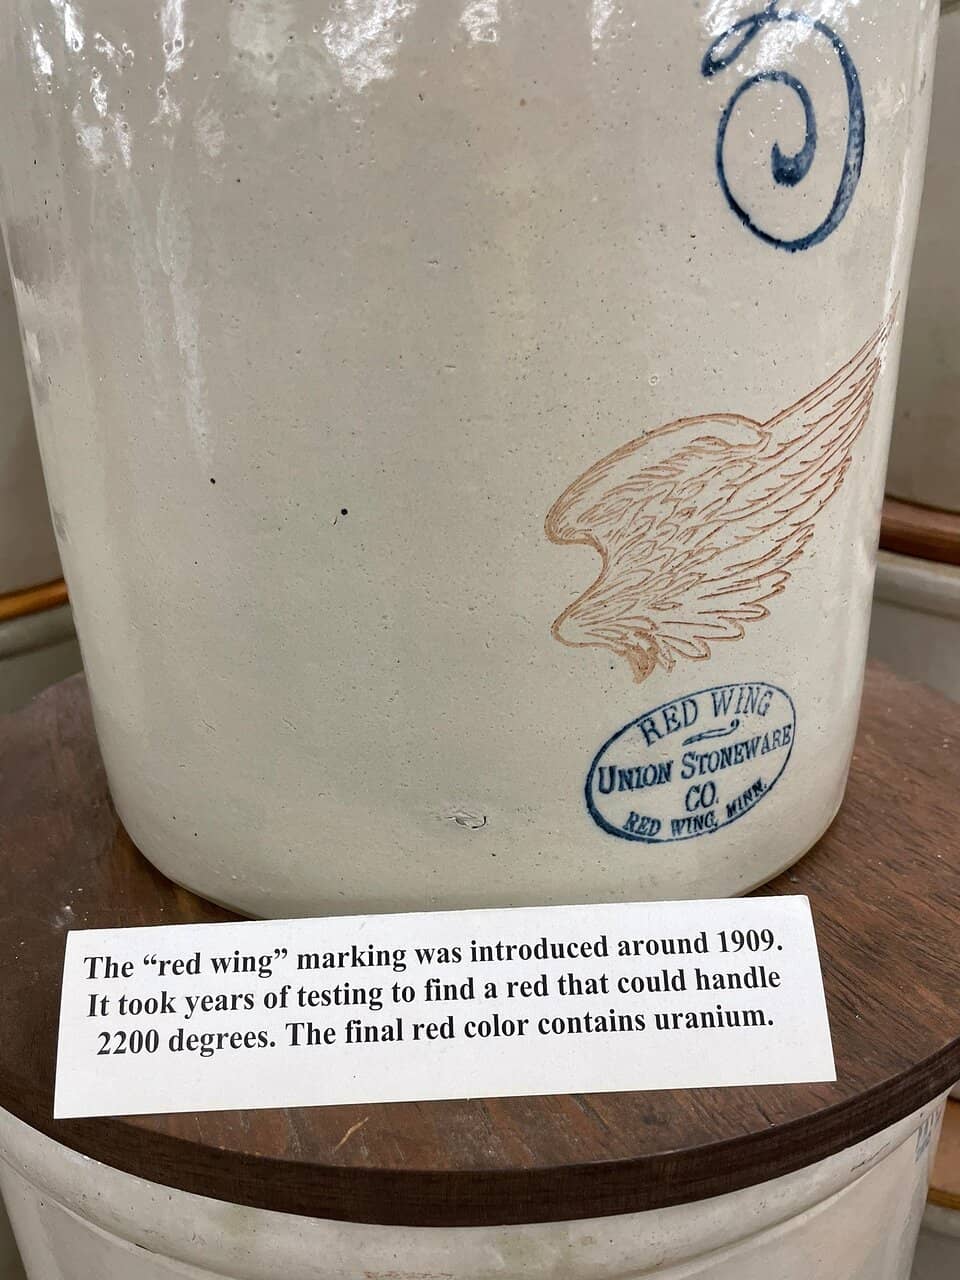 5
RED WING
UNION STONEWARE
CO.
RED WING, MINN.
The “red wing” marking was introduced around 1909.
It took years of testing to find a red that could handle
2200 degrees. The final red color contains uranium.